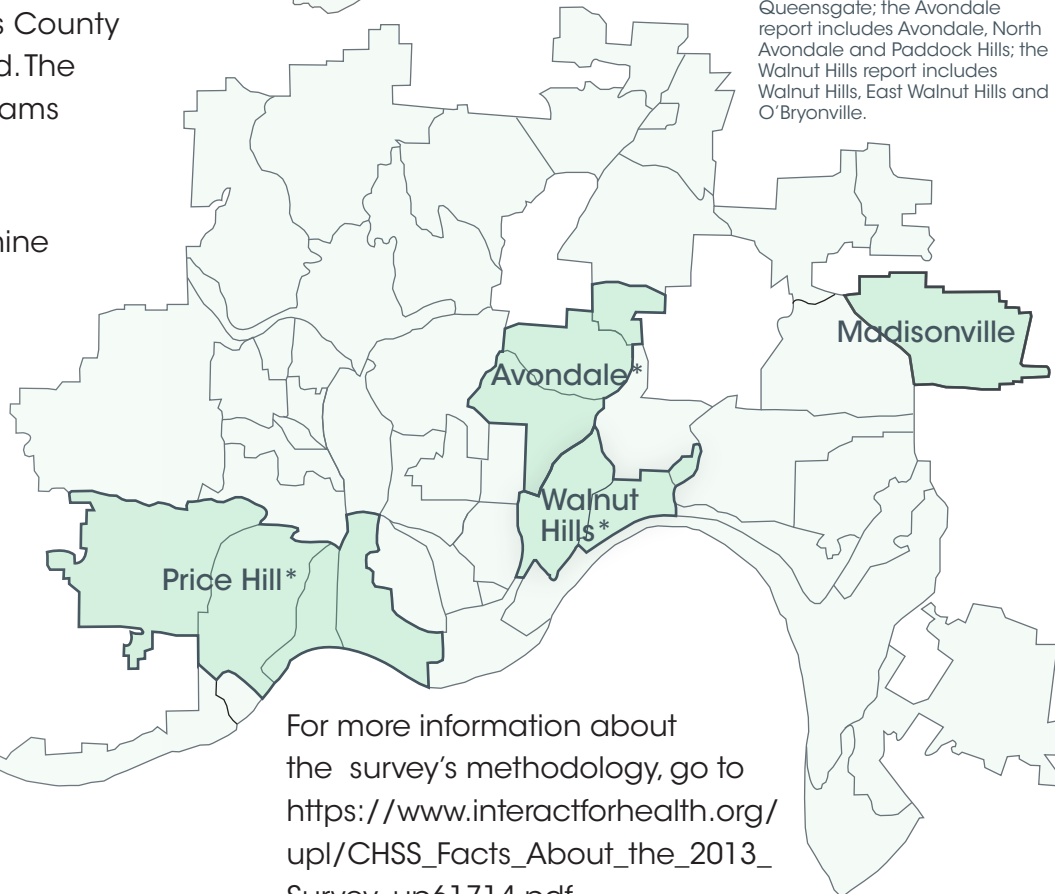 s County
d. The
ams
nine
Queensgate; the Avondale
report includes Avondale, North
Avondale and Paddock Hills; the
Walnut Hills report includes
Walnut Hills, East Walnut Hills and
O’Bryonville.
Madisonville
Avondale*
Walnut
Hills*
Price Hill*
For more information about
the survey’s methodology, go to
https://www.interactforhealth.org/
upl/CHSS_Facts_About_the_2013_
Survey_up61714.pdf